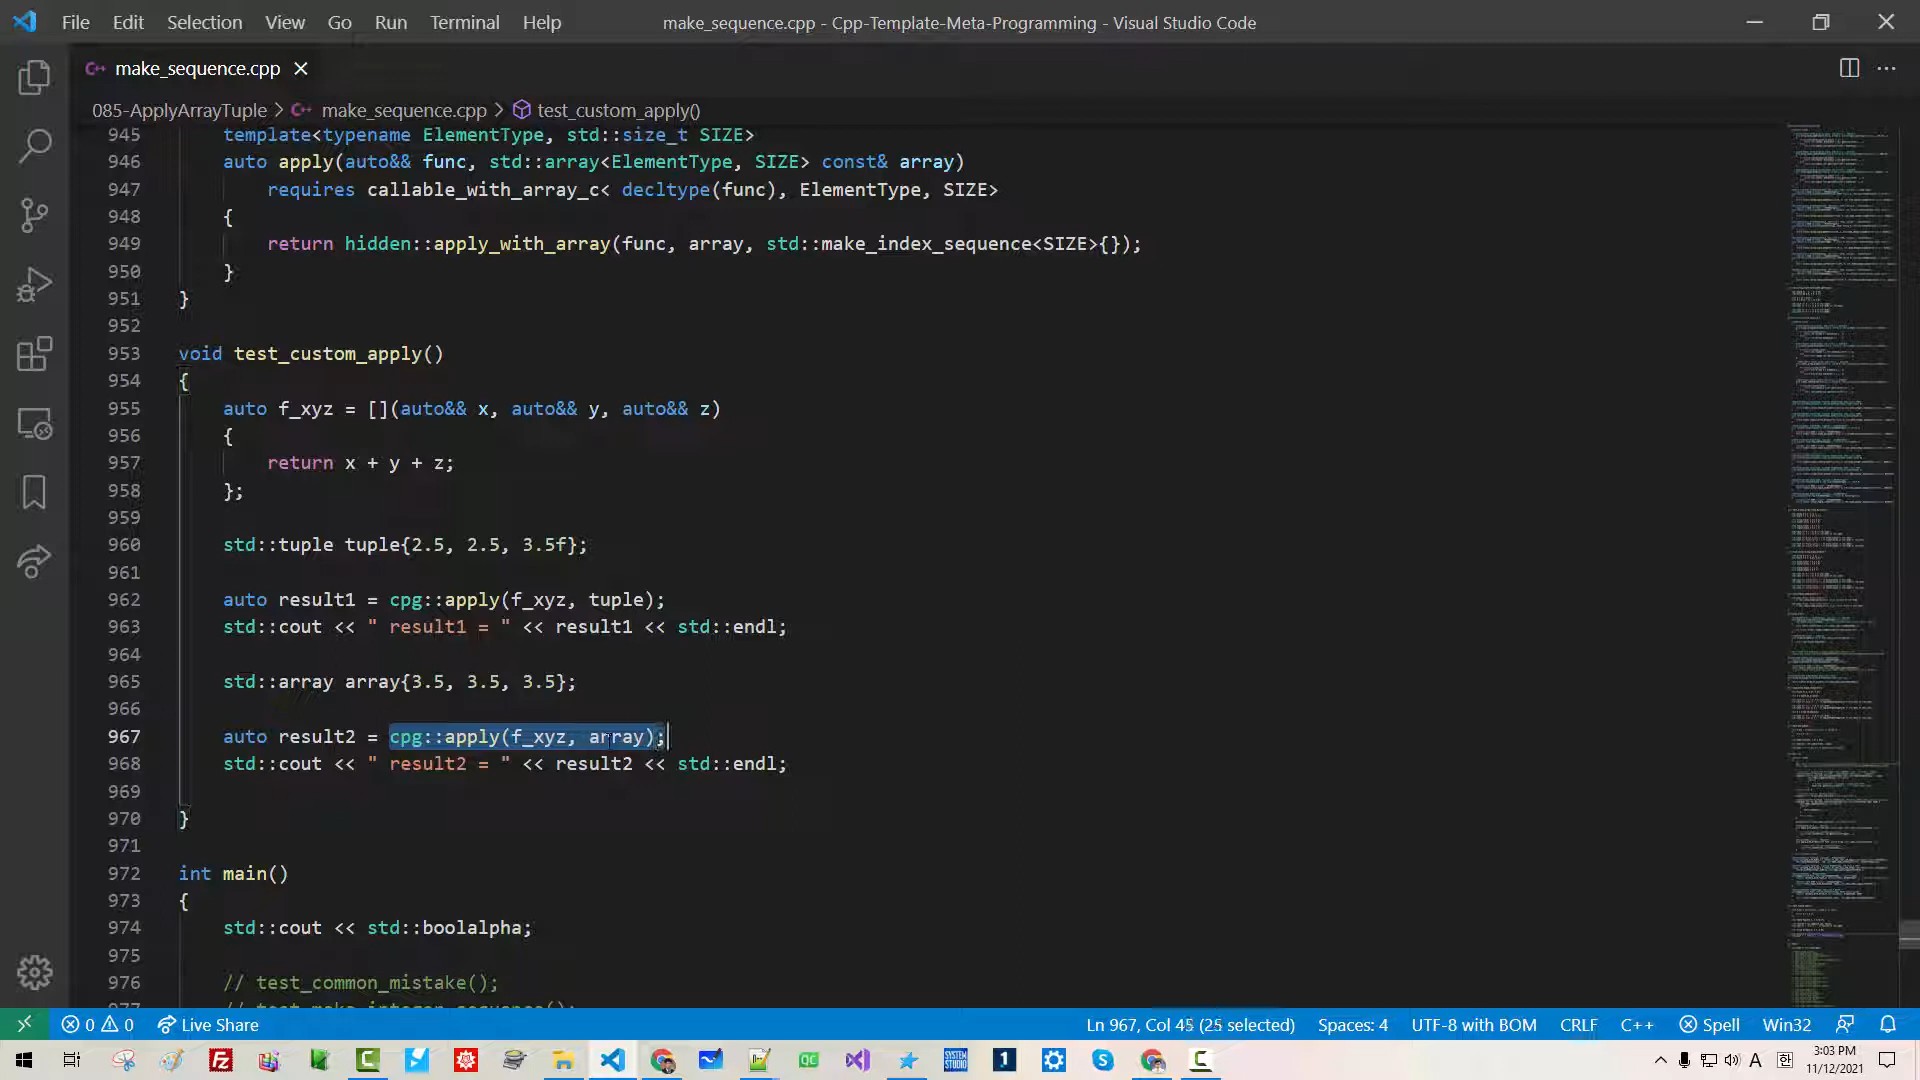 File Edit Selection View Go Run Terminal Help make_sequence.cpp - Cpp-Template-Meta-Programming - Visual Studio Code
make_sequence.cpp
085-ApplyArrayTuple > make_sequence.cpp > test_custom_apply()
945 template<typename ElementType, std::size_t SIZE>
946 auto apply(auto&& func, std::array<ElementType, SIZE> const& array)
947 requires callable_with_array_c< decltype(func), ElementType, SIZE>
948 {
949 return hidden::apply_with_array(func, array, std::make_index_sequence<SIZE>{});
950 }
951 }
952
953 void test_custom_apply()
954 {
955 auto f_xyz = [](auto&& x, auto&& y, auto&& z)
956 {
957 return x + y + z;
958 };
959
960 std::tuple tuple{2.5, 2.5, 3.5f};
961
962 auto result1 = cpg::apply(f_xyz, tuple);
963 std::cout << " result1 = " << result1 << std::endl;
964
965 std::array array{3.5, 3.5, 3.5};
966
967 auto result2 = cpg::apply(f_xyz, array);
968 std::cout << " result2 = " << result2 << std::endl;
969
970 }
971
972 int main()
973 {
974 std::cout << std::boolalpha;
975
976 // test_common_mistake();
977 // test_make_integer_sequence();
0 0 Live Share Ln 967, Col 45 (25 selected) Spaces: 4 UTF-8 with BOM CRLF C++ Spell Win32
3:03 PM
11/12/2021